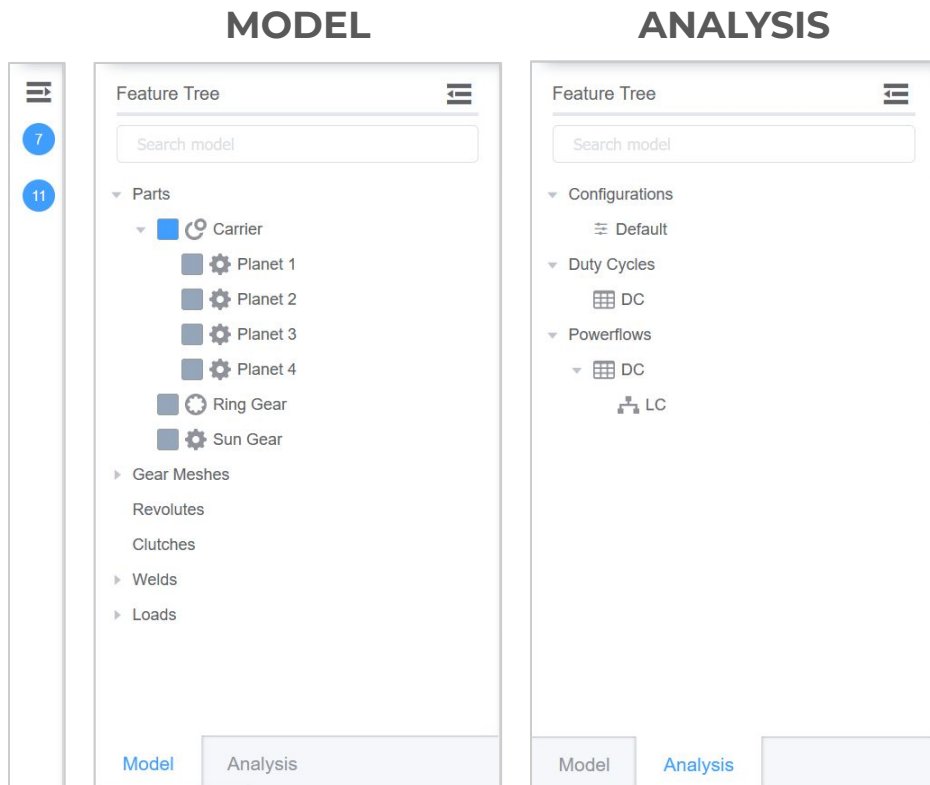 MODEL
ANALYSIS
7
11
Feature Tree
Search model
Parts
Carrier
Planet 1
Planet 2
Planet 3
Planet 4
Ring Gear
Sun Gear
Gear Meshes
Revolutes
Clutches
Welds
Loads
Model
Analysis
Feature Tree
Search model
Configurations
Default
Duty Cycles
DC
Powerflows
DC
LC
Model
Analysis